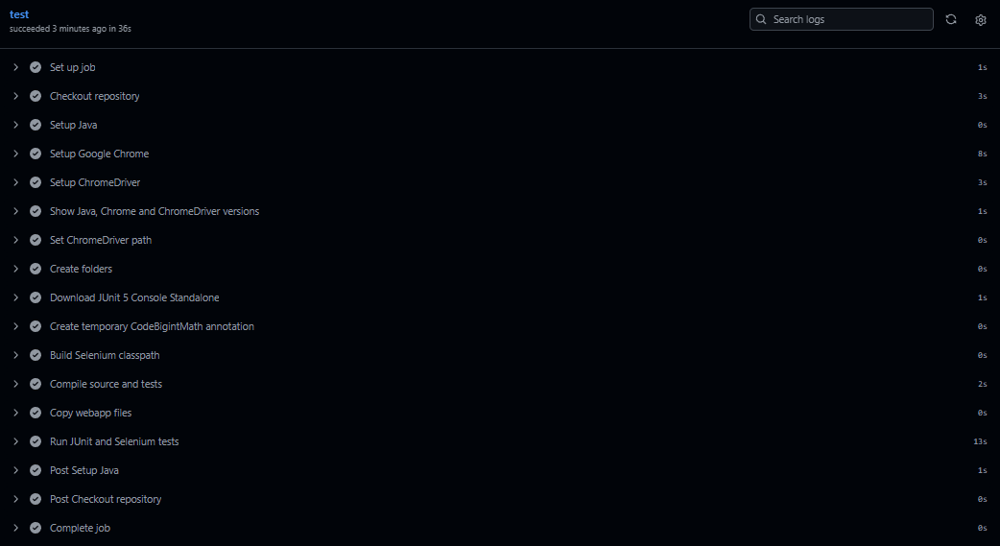 test
succeeded 3 minutes ago in 36s
Search logs
Set up job 1s
Checkout repository 3s
Setup Java 0s
Setup Google Chrome 8s
Setup ChromeDriver 3s
Show Java, Chrome and ChromeDriver versions 1s
Set ChromeDriver path 0s
Create folders 0s
Download JUnit 5 Console Standalone 1s
Create temporary CodeBigintMath annotation 0s
Build Selenium classpath 0s
Compile source and tests 2s
Copy webapp files 0s
Run JUnit and Selenium tests 13s
Post Setup Java 1s
Post Checkout repository 0s
Complete job 0s